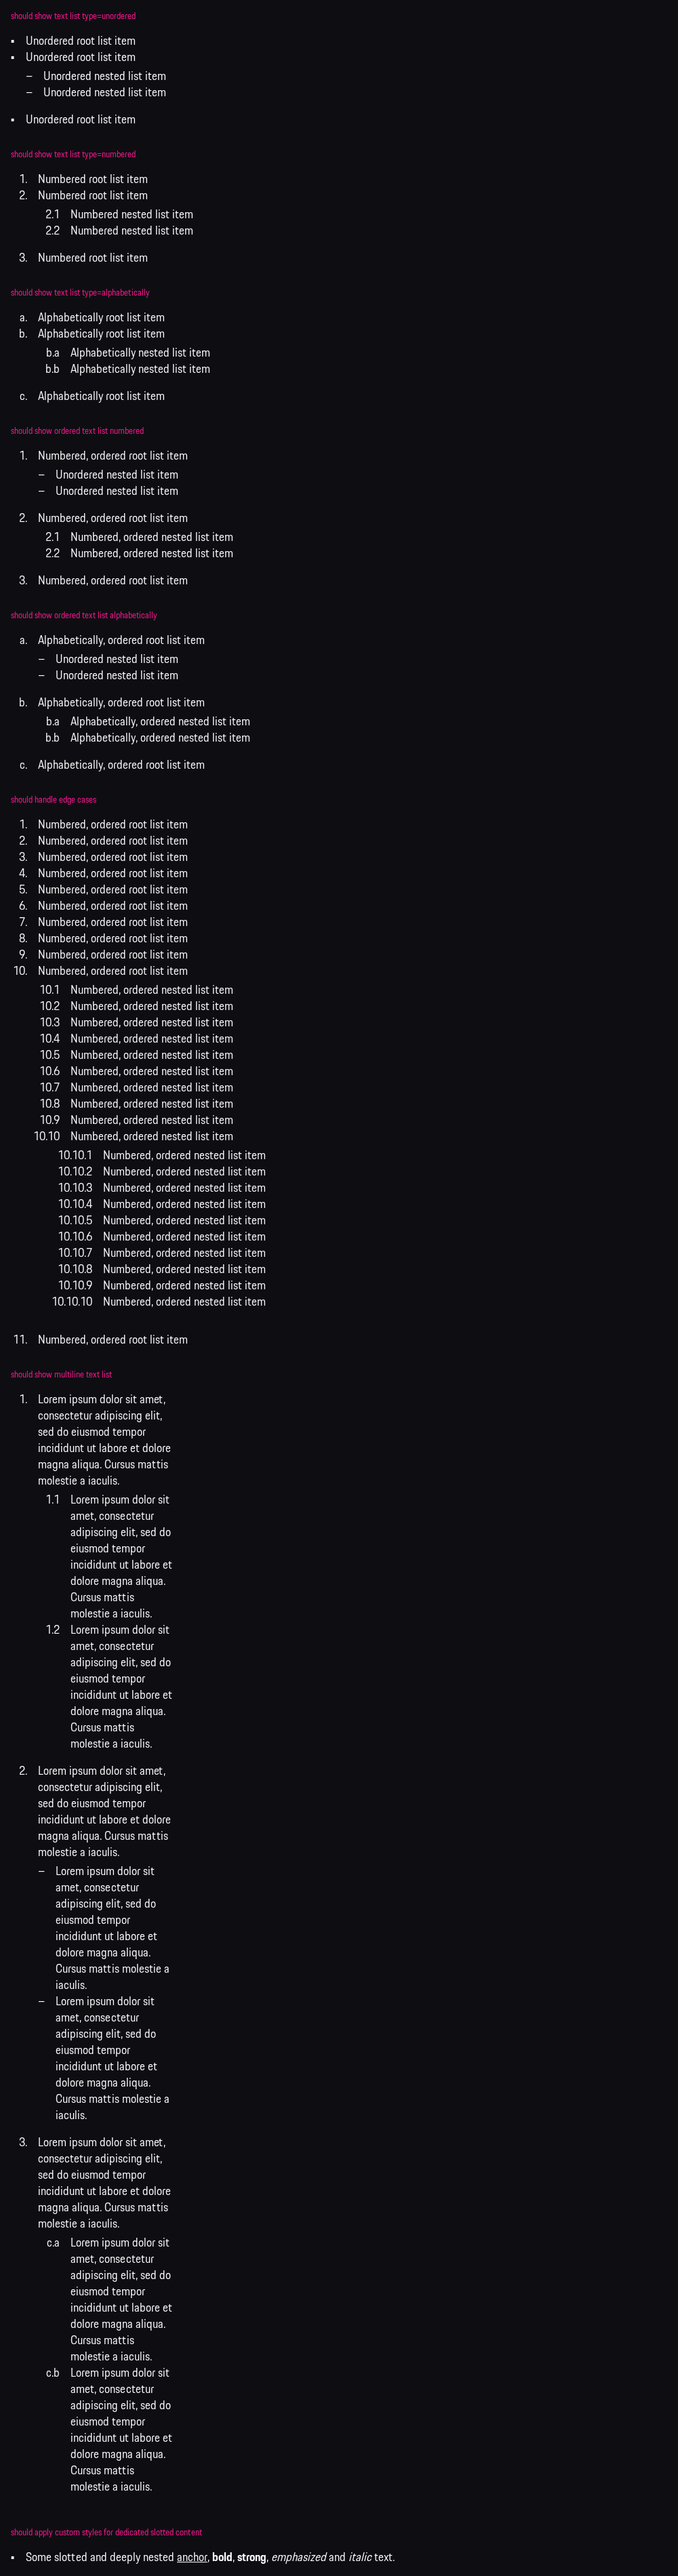 should show text list type=unordered
▪ Unordered root list item
▪ Unordered root list item
– Unordered nested list item
– Unordered nested list item
▪ Unordered root list item
should show text list type=numbered
1. Numbered root list item
2. Numbered root list item
2.1 Numbered nested list item
2.2 Numbered nested list item
3. Numbered root list item
should show text list type=alphabetically
a. Alphabetically root list item
b. Alphabetically root list item
b.a Alphabetically nested list item
b.b Alphabetically nested list item
c. Alphabetically root list item
should show ordered text list numbered
1. Numbered, ordered root list item
– Unordered nested list item
– Unordered nested list item
2. Numbered, ordered root list item
2.1 Numbered, ordered nested list item
2.2 Numbered, ordered nested list item
3. Numbered, ordered root list item
should show ordered text list alphabetically
a. Alphabetically, ordered root list item
– Unordered nested list item
– Unordered nested list item
b. Alphabetically, ordered root list item
b.a Alphabetically, ordered nested list item
b.b Alphabetically, ordered nested list item
c. Alphabetically, ordered root list item
should handle edge cases
1. Numbered, ordered root list item
2. Numbered, ordered root list item
3. Numbered, ordered root list item
4. Numbered, ordered root list item
5. Numbered, ordered root list item
6. Numbered, ordered root list item
7. Numbered, ordered root list item
8. Numbered, ordered root list item
9. Numbered, ordered root list item
10. Numbered, ordered root list item
10.1 Numbered, ordered nested list item
10.2 Numbered, ordered nested list item
10.3 Numbered, ordered nested list item
10.4 Numbered, ordered nested list item
10.5 Numbered, ordered nested list item
10.6 Numbered, ordered nested list item
10.7 Numbered, ordered nested list item
10.8 Numbered, ordered nested list item
10.9 Numbered, ordered nested list item
10.10 Numbered, ordered nested list item
10.10.1 Numbered, ordered nested list item
10.10.2 Numbered, ordered nested list item
10.10.3 Numbered, ordered nested list item
10.10.4 Numbered, ordered nested list item
10.10.5 Numbered, ordered nested list item
10.10.6 Numbered, ordered nested list item
10.10.7 Numbered, ordered nested list item
10.10.8 Numbered, ordered nested list item
10.10.9 Numbered, ordered nested list item
10.10.10 Numbered, ordered nested list item
11. Numbered, ordered root list item
should show multiline text list
1. Lorem ipsum dolor sit amet,
consectetur adipiscing elit,
sed do eiusmod tempor
incididunt ut labore et dolore
magna aliqua. Cursus mattis
molestie a iaculis.
1.1 Lorem ipsum dolor sit
amet, consectetur
adipiscing elit, sed do
eiusmod tempor
incididunt ut labore et
dolore magna aliqua.
Cursus mattis
molestie a iaculis.
1.2 Lorem ipsum dolor sit
amet, consectetur
adipiscing elit, sed do
eiusmod tempor
incididunt ut labore et
dolore magna aliqua.
Cursus mattis
molestie a iaculis.
2. Lorem ipsum dolor sit amet,
consectetur adipiscing elit,
sed do eiusmod tempor
incididunt ut labore et dolore
magna aliqua. Cursus mattis
molestie a iaculis.
– Lorem ipsum dolor sit
amet, consectetur
adipiscing elit, sed do
eiusmod tempor
incididunt ut labore et
dolore magna aliqua.
Cursus mattis molestie a
iaculis.
– Lorem ipsum dolor sit
amet, consectetur
adipiscing elit, sed do
eiusmod tempor
incididunt ut labore et
dolore magna aliqua.
Cursus mattis molestie a
iaculis.
3. Lorem ipsum dolor sit amet,
consectetur adipiscing elit,
sed do eiusmod tempor
incididunt ut labore et dolore
magna aliqua. Cursus mattis
molestie a iaculis.
c.a Lorem ipsum dolor sit
amet, consectetur
adipiscing elit, sed do
eiusmod tempor
incididunt ut labore et
dolore magna aliqua.
Cursus mattis
molestie a iaculis.
c.b Lorem ipsum dolor sit
amet, consectetur
adipiscing elit, sed do
eiusmod tempor
incididunt ut labore et
dolore magna aliqua.
Cursus mattis
molestie a iaculis.
should apply custom styles for dedicated slotted content
▪ Some slotted and deeply nested anchor, bold, strong, emphasized and italic text.